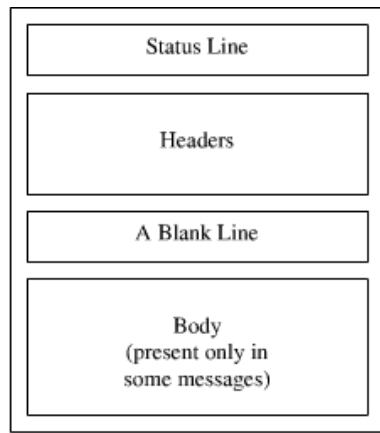 Status Line
Headers
A Blank Line
Body
(present only in
some messages)